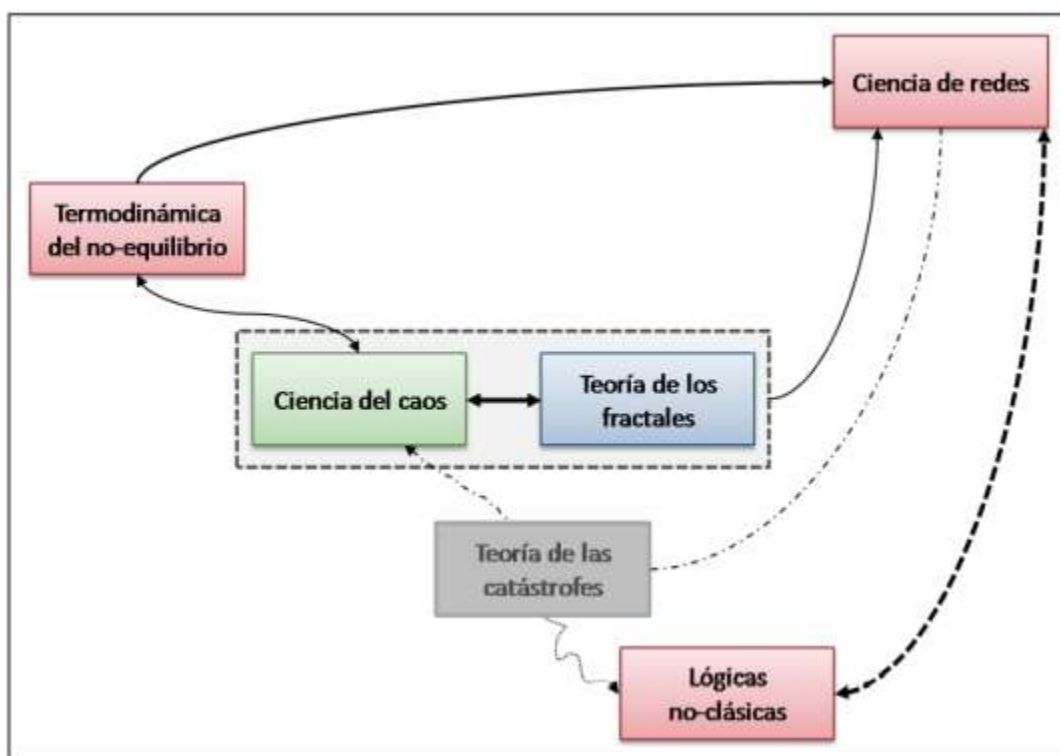 Ciencia de redes
Termodinámica
del no-equilibrio
Ciencia del caos
Teoría de los
fractales
Teoría de las
catástrofes
Lógicas
no-clásicas